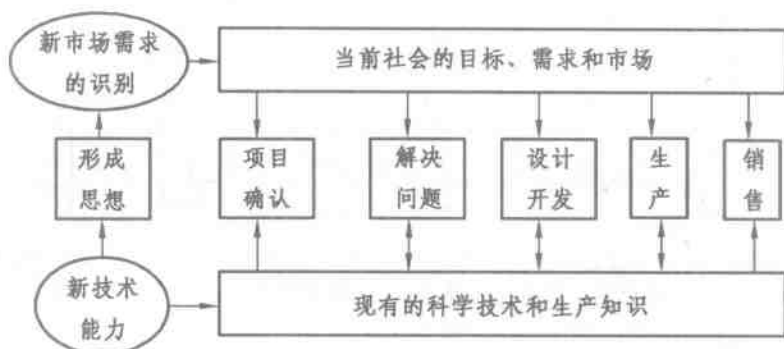 新市场需求
的识别
当前社会的目标、需求和市场
形成
思想
项目
确认
解决
问题
设计
开发
生
产
销
售
新技术
能力
现有的科学技术和生产知识